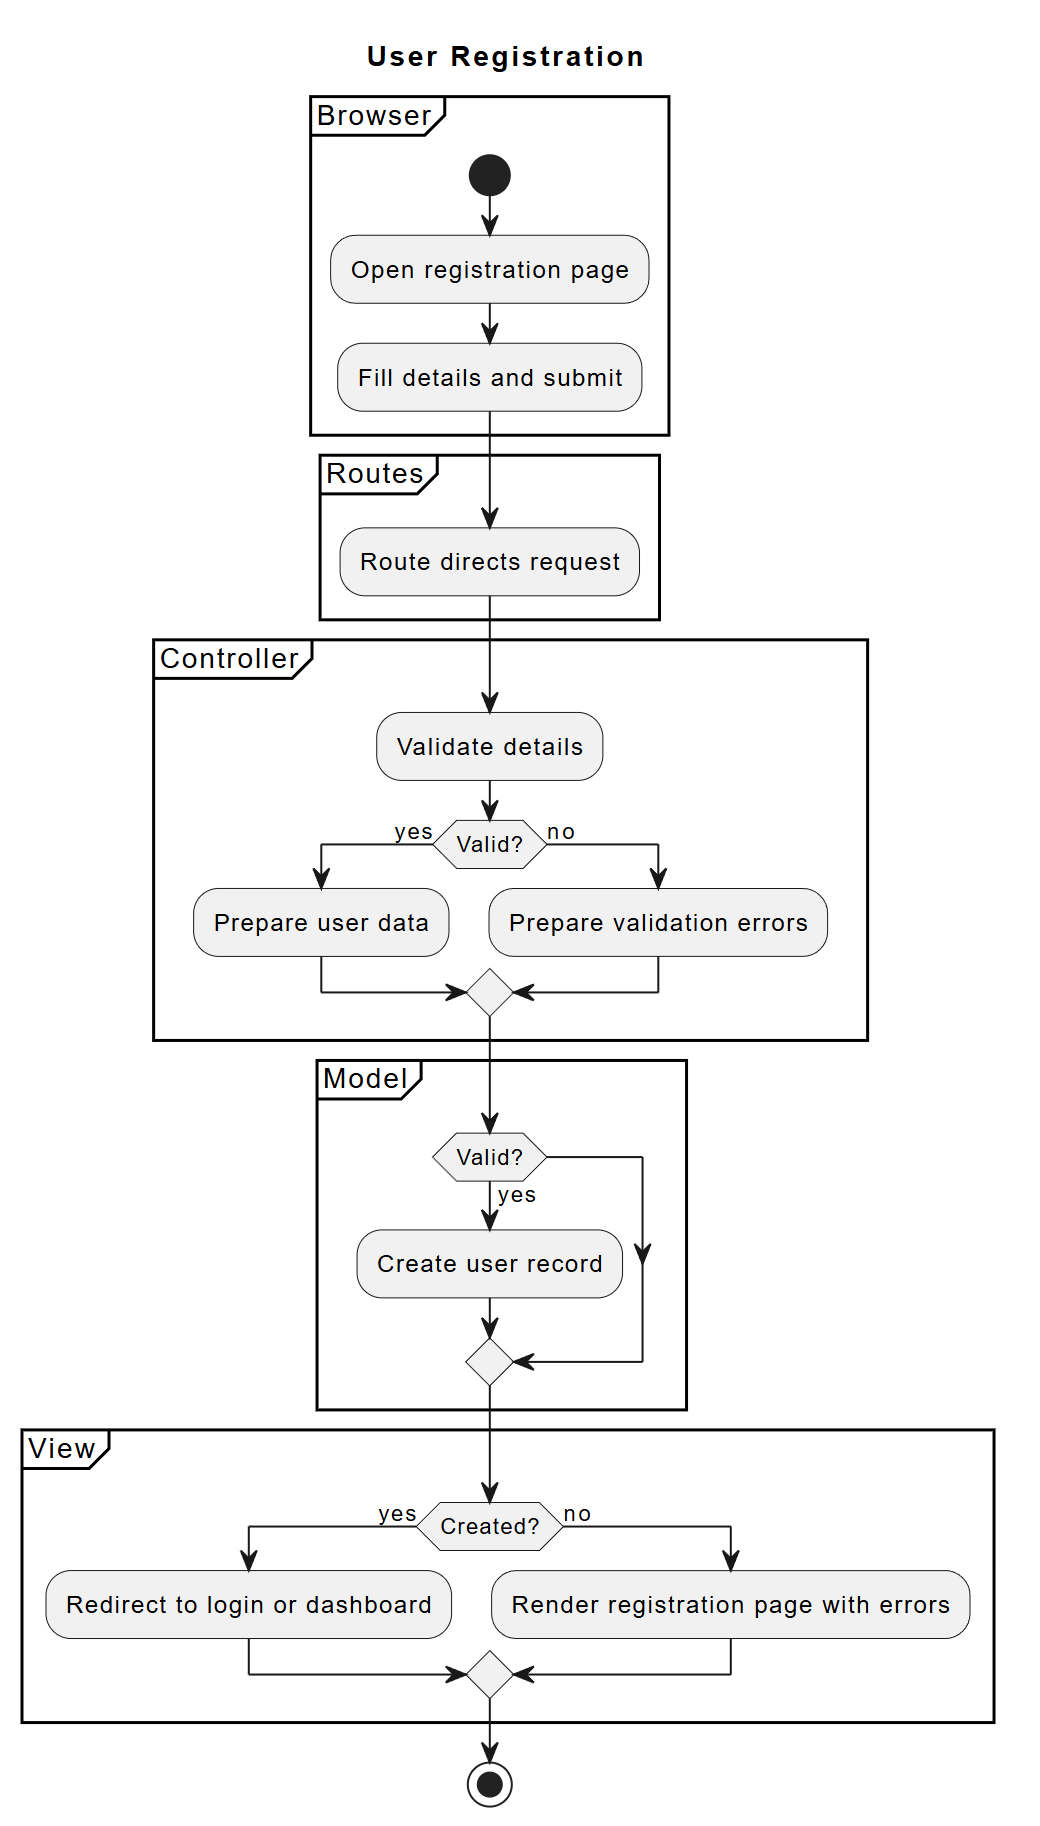 User Registration
Browser
Open registration page
Fill details and submit
Routes
Route directs request
Controller
Validate details
yes
Valid?
no
Prepare user data
Prepare validation errors
Model
Valid?
yes
Create user record
View
yes
Created?
no
Redirect to login or dashboard
Render registration page with errors